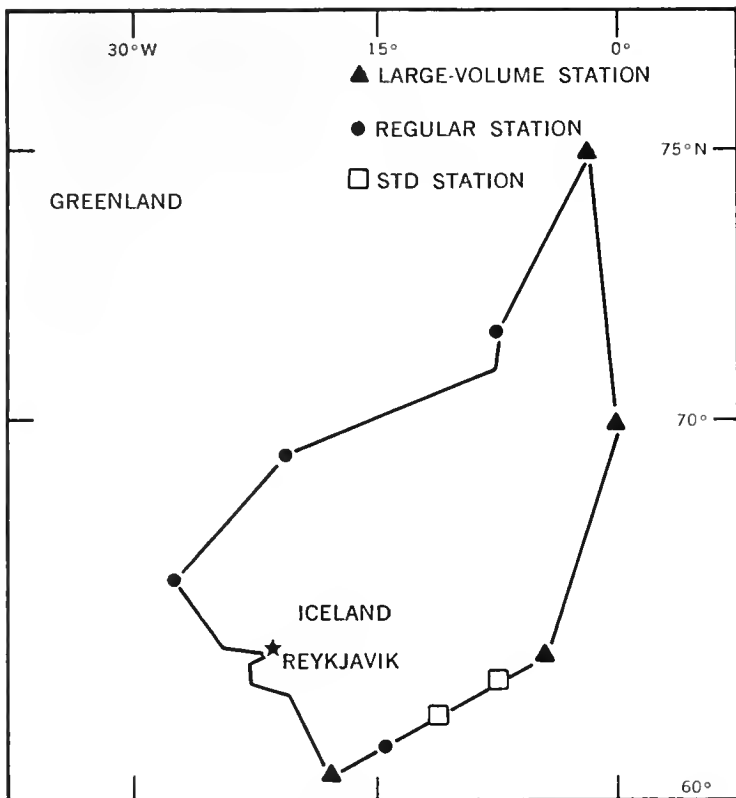 30°W 15° 0°
LARGE-VOLUME STATION
REGULAR STATION
75°N
STD STATION
GREENLAND
70°
ICELAND
REYKJAVIK
60°